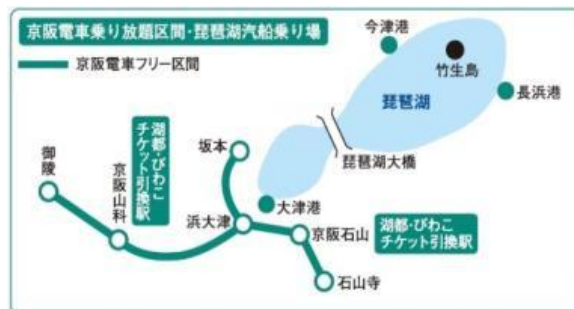 京阪電車乗り放題区間・琵琶湖汽船乗り場
京阪電車フリー区間
今津港
竹生島
長浜港
琵琶湖
琵琶湖大橋
湖都・びわこ
チケット引換駅
坂本
御陵
京阪山科
浜大津
大津港
京阪石山
湖都・びわこ
チケット引換駅
石山寺